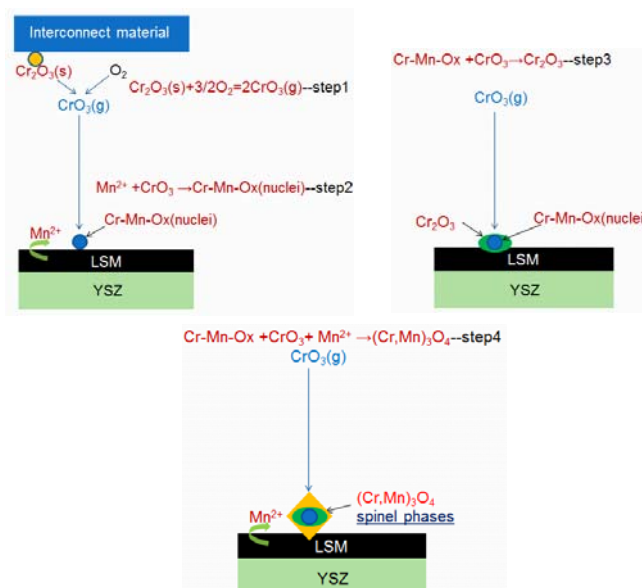 Interconnect material
Cr₂O₃(s)
O₂
Cr₂O₃(s)+3/2O₂=2CrO₃(g)--step1
CrO₃(g)
Mn²⁺ +CrO₃ →Cr-Mn-Ox(nuclei)--step2
Cr-Mn-Ox(nuclei)
Mn²⁺
LSM
YSZ
Cr-Mn-Ox +CrO₃→Cr₂O₃--step3
CrO₃(g)
Cr₂O₃
Cr-Mn-Ox(nuclei
LSM
YSZ
Cr-Mn-Ox +CrO₃+ Mn²⁺ →(Cr,Mn)₃O₄--step4
CrO₃(g)
(Cr,Mn)₃O₄
spinel phases
Mn²⁺
LSM
YSZ